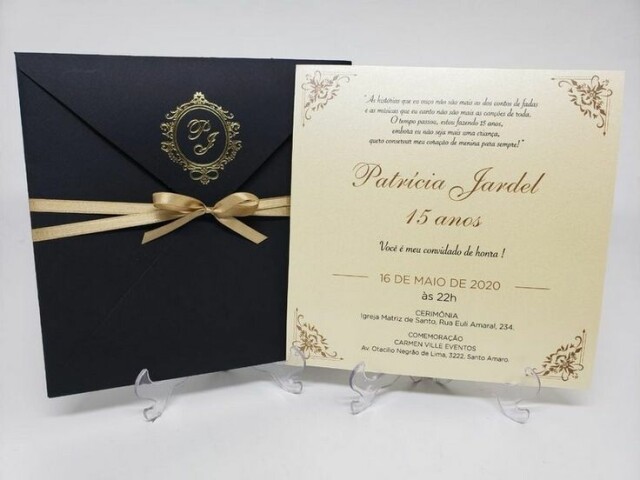 PJ
"As histórias que eu ouço não são mais as dos contos de fadas
e as músicas que eu canto não são mais as canções de roda.
O tempo passou, estou fazendo 15 anos,
embora eu não seja mais uma criança,
quero conservar meu coração de menina para sempre!"
Patrícia Jardel
15 anos
Você é meu convidado de honra !
16 DE MAIO DE 2020
às 22h
CERIMÔNIA
Igreja Matriz de Santo, Rua Euli Amaral, 234.
COMEMORAÇÃO
CARMEN VILLE EVENTOS
Av. Otacílio Negrão de Lima, 3222, Santo Amaro.